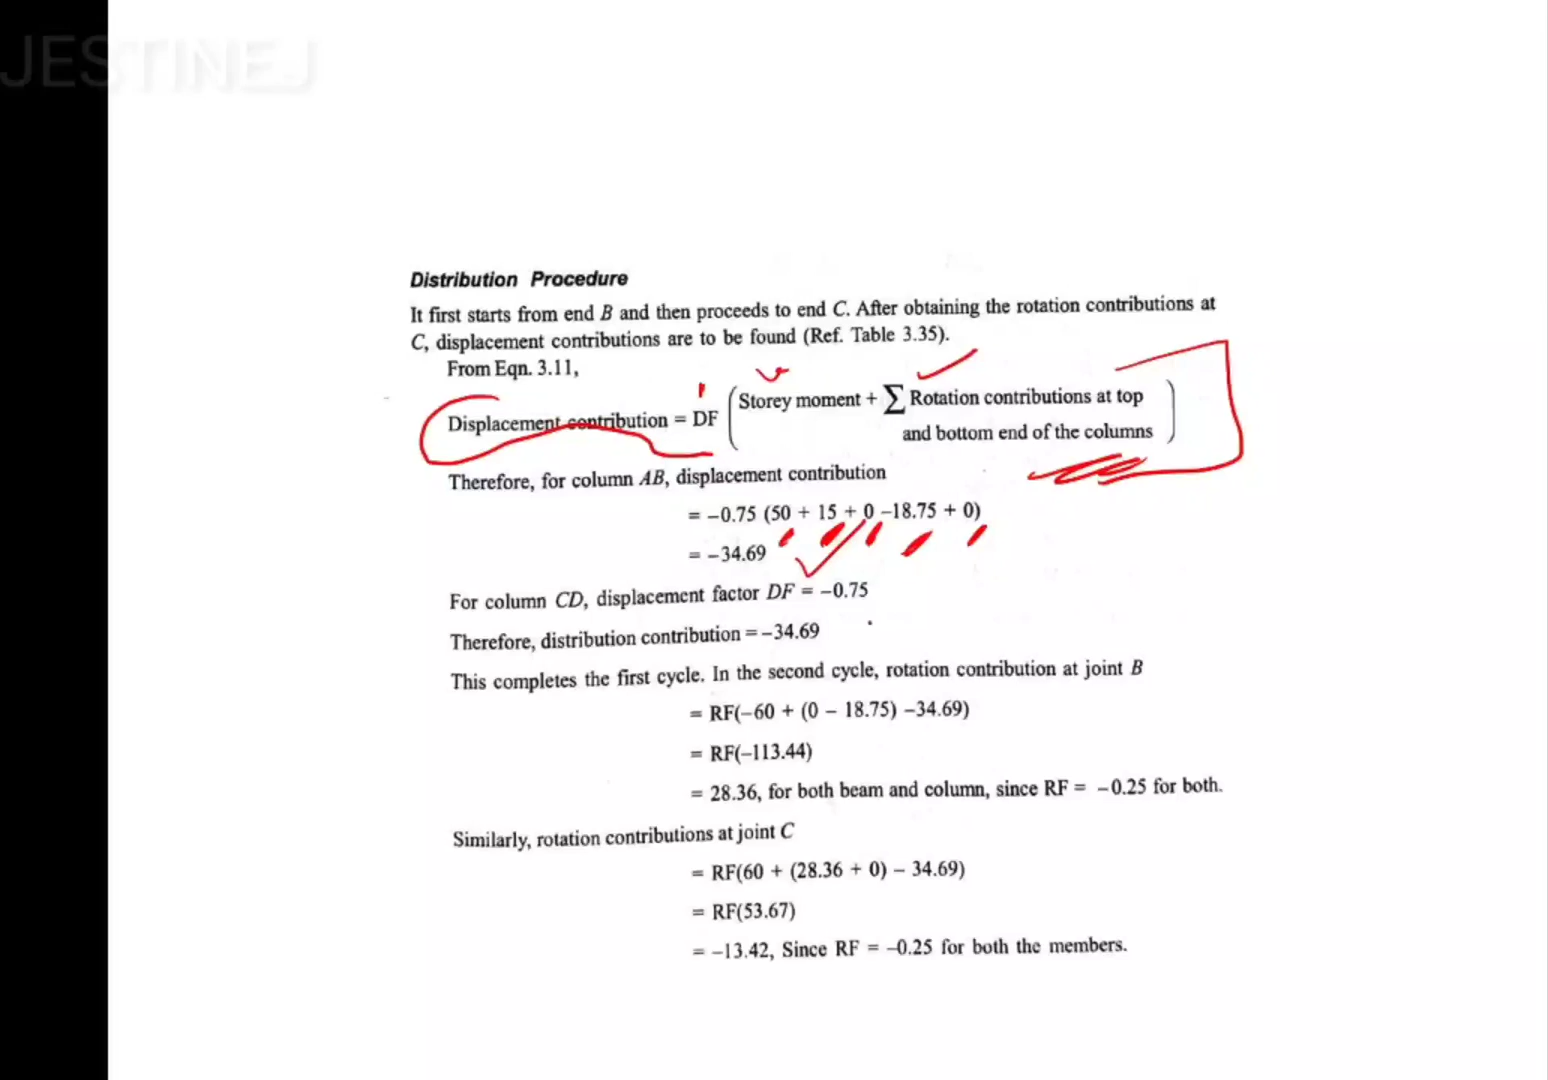 JESTINEJ
Distribution Procedure
It first starts from end B and then proceeds to end C. After obtaining the rotation contributions at
C, displacement contributions are to be found (Ref. Table 3.35).
From Eqn. 3.11,
Displacement contribution = DF (Storey moment + ∑ Rotation contributions at top
and bottom end of the columns)
Therefore, for column AB, displacement contribution
= −0.75 (50 + 15 + 0 −18.75 + 0)
= −34.69
For column CD, displacement factor DF = −0.75
Therefore, distribution contribution = −34.69
This completes the first cycle. In the second cycle, rotation contribution at joint B
= RF(−60 + (0 − 18.75) −34.69)
= RF(−113.44)
= 28.36, for both beam and column, since RF = −0.25 for both.
Similarly, rotation contributions at joint C
= RF(60 + (28.36 + 0) − 34.69)
= RF(53.67)
= −13.42, Since RF = −0.25 for both the members.